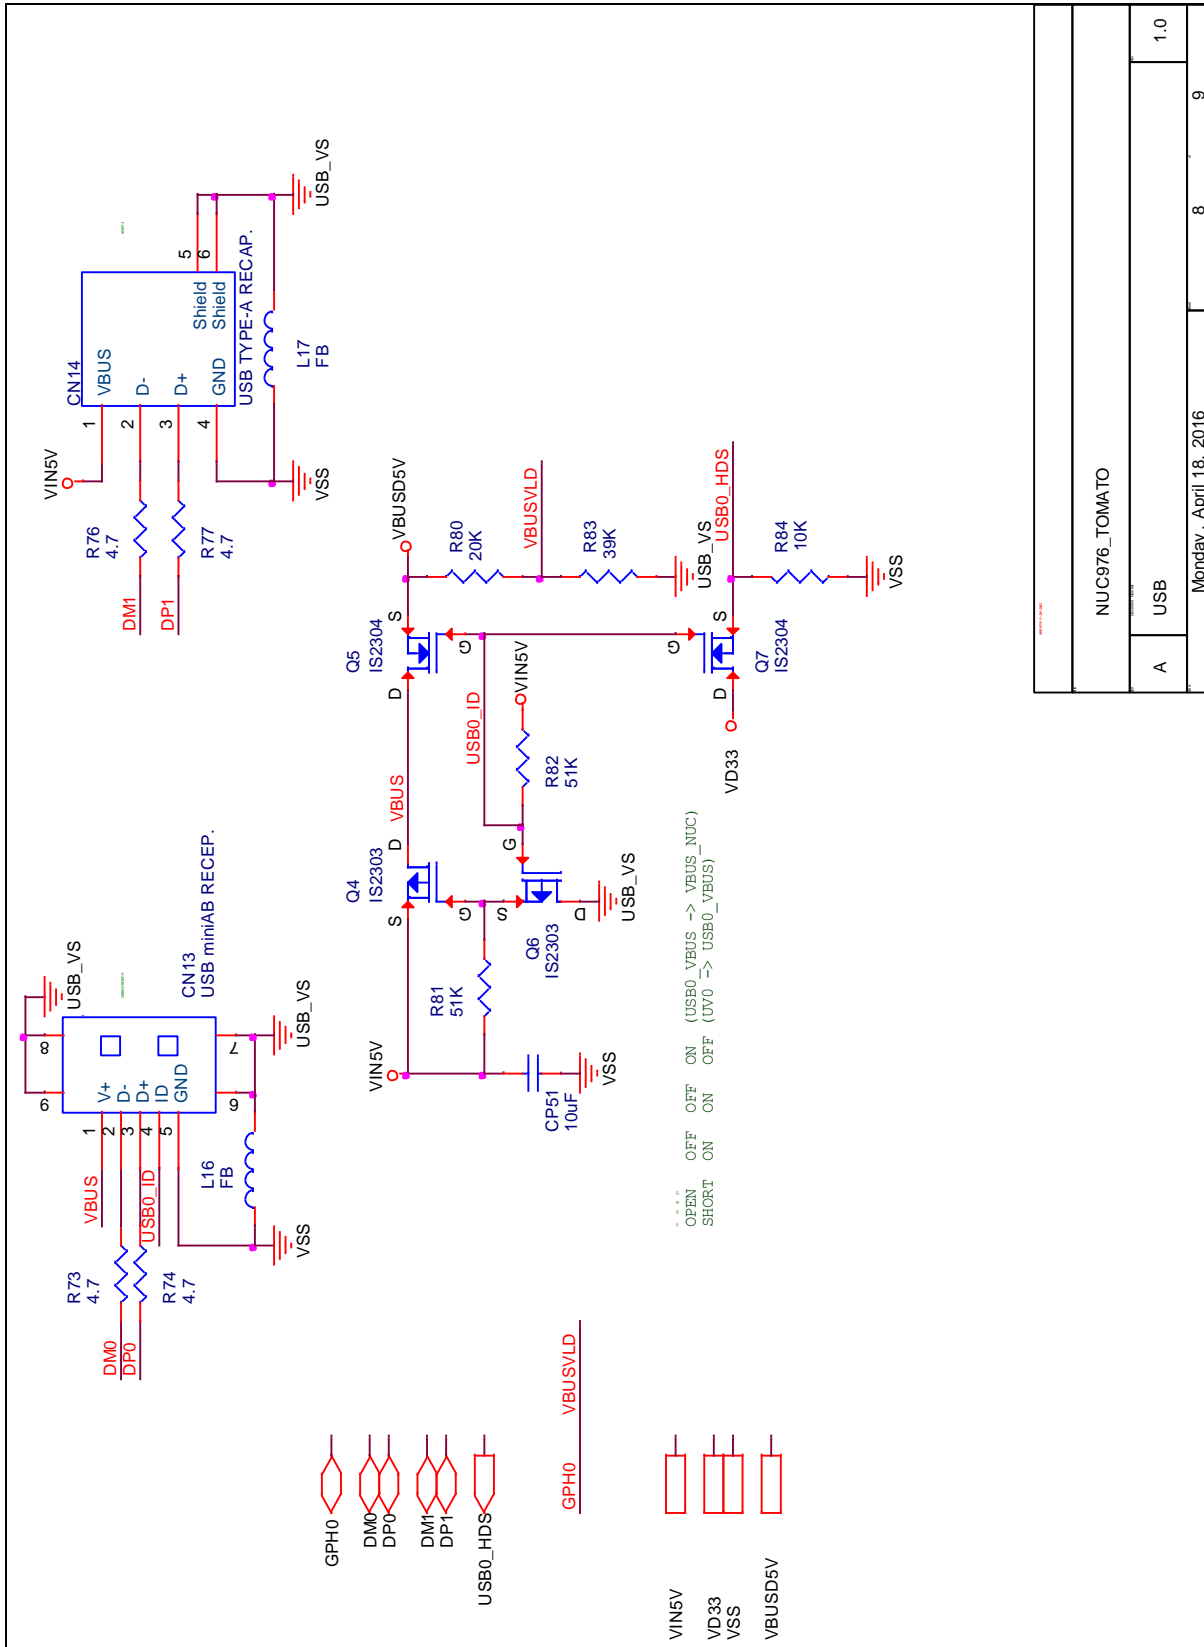 GPH0
DM0
DP0
DM1
DP1
USB0_HDS
GPH0 VBUSVLD
VIN5V
VD33
VSS
VBUSD5V
DM0
DP0
R73
4.7
R74
4.7
VBUS
USB0_ID
1
2
3
4
5
V+
D-
D+
ID
GND
9
8
6
7
USB_VS
CN13
USB miniAB RECEP.
L16
FB
VSS
USB_VS
VIN5V
R81
51K
CP51
10uF
VSS
Q4
IS2303
S
D
G
VBUS
Q6
IS2303
S
G
D
USB_VS
USB0_ID
R82
51K
VIN5V
Q5
IS2304
D
S
G
VBUSD5V
R80
20K
VBUSVLD
R83
39K
USB_VS
VD33
Q7
IS2304
D
S
G
USB0_HDS
R84
10K
VSS
OPEN OFF OFF ON (USB0_VBUS -> VBUS_NUC)
SHORT ON ON OFF (UV0 -> USB0_VBUS)
DM1
DP1
R76
4.7
R77
4.7
VIN5V
CN14
1
2
3
4
VBUS
D-
D+
GND
Shield
Shield
5
6
USB TYPE-A RECAP.
L17
FB
VSS
USB_VS
NUC976_TOMATO
A
USB
1.0
Monday, April 18, 2016
8
9